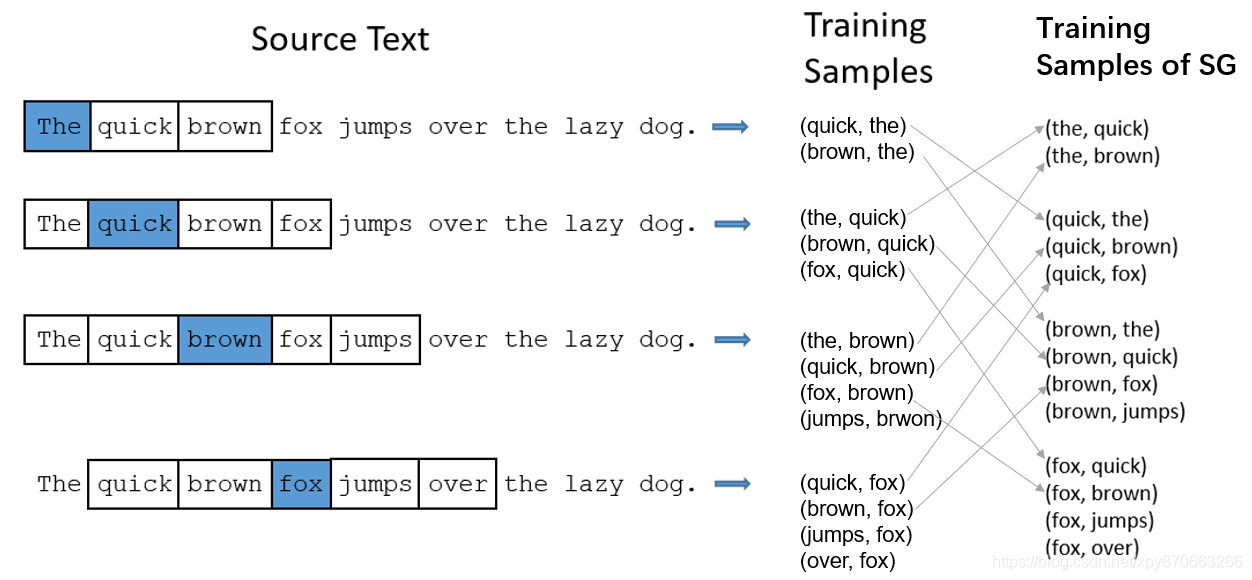 Source Text
Training
Samples
Training
Samples of SG
The quick brown fox jumps over the lazy dog.
(quick, the)
(brown, the)
(the, quick)
(the, brown)
The quick brown fox jumps over the lazy dog.
(the, quick)
(brown, quick)
(fox, quick)
(quick, the)
(quick, brown)
(quick, fox)
The quick brown fox jumps over the lazy dog.
(the, brown)
(quick, brown)
(fox, brown)
(jumps, brwon)
(brown, the)
(brown, quick)
(brown, fox)
(brown, jumps)
The quick brown fox jumps over the lazy dog.
(quick, fox)
(brown, fox)
(jumps, fox)
(over, fox)
(fox, quick)
(fox, brown)
(fox, jumps)
(fox, over)
https://blog.csdn.net/xpy870663266